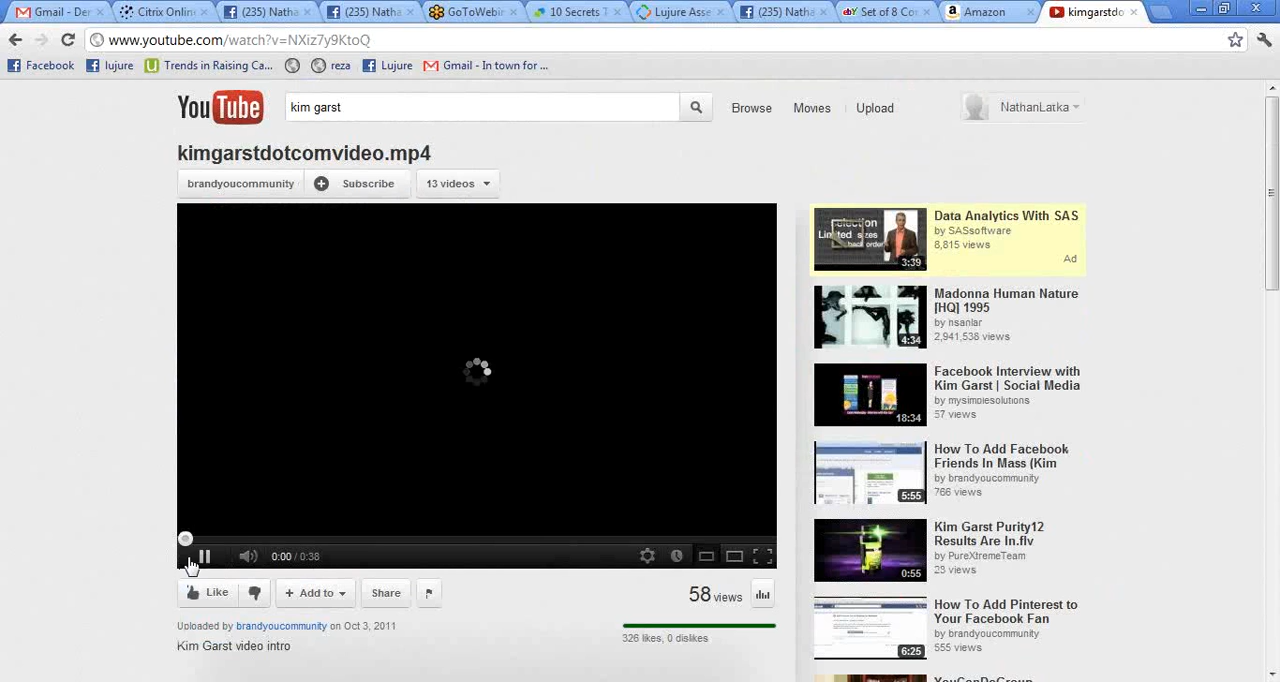 Gmail - Der
Citrix Onlin
(235) Natha
(235) Natha
GoToWebin
10 Secrets T
Lujure Asse
(235) Natha
Set of 8 Co
Amazon
kimgarstdo
www.youtube.com/watch?v=NXiz7y9KtoQ
Facebook
lujure
Trends in Raising Ca...
reza
Lujure
Gmail - In town for ...
YouTube
kim garst
Browse
Movies
Upload
NathanLatka
kimgarstdotcomvideo.mp4
brandyoucommunity
Subscribe
13 videos
0:00 / 0:38
Like
Add to
Share
58 views
Uploaded by brandyoucommunity on Oct 3, 2011
326 likes, 0 dislikes
Kim Garst video intro
selection
Limited sizes
back order
3:39
Data Analytics With SAS
by SASsoftware
8,815 views
Ad
4:34
Madonna Human Nature
[HQ] 1995
by nsanlar
2,941,538 views
18:34
Facebook Interview with
Kim Garst | Social Media
by mysimplesolutions
57 views
5:55
How To Add Facebook
Friends In Mass (Kim
by brandyoucommunity
766 views
0:55
Kim Garst Purity12
Results Are In.flv
by PureXtremeTeam
23 views
6:25
How To Add Pinterest to
Your Facebook Fan
by brandyoucommunity
555 views
YouCanDoGroup